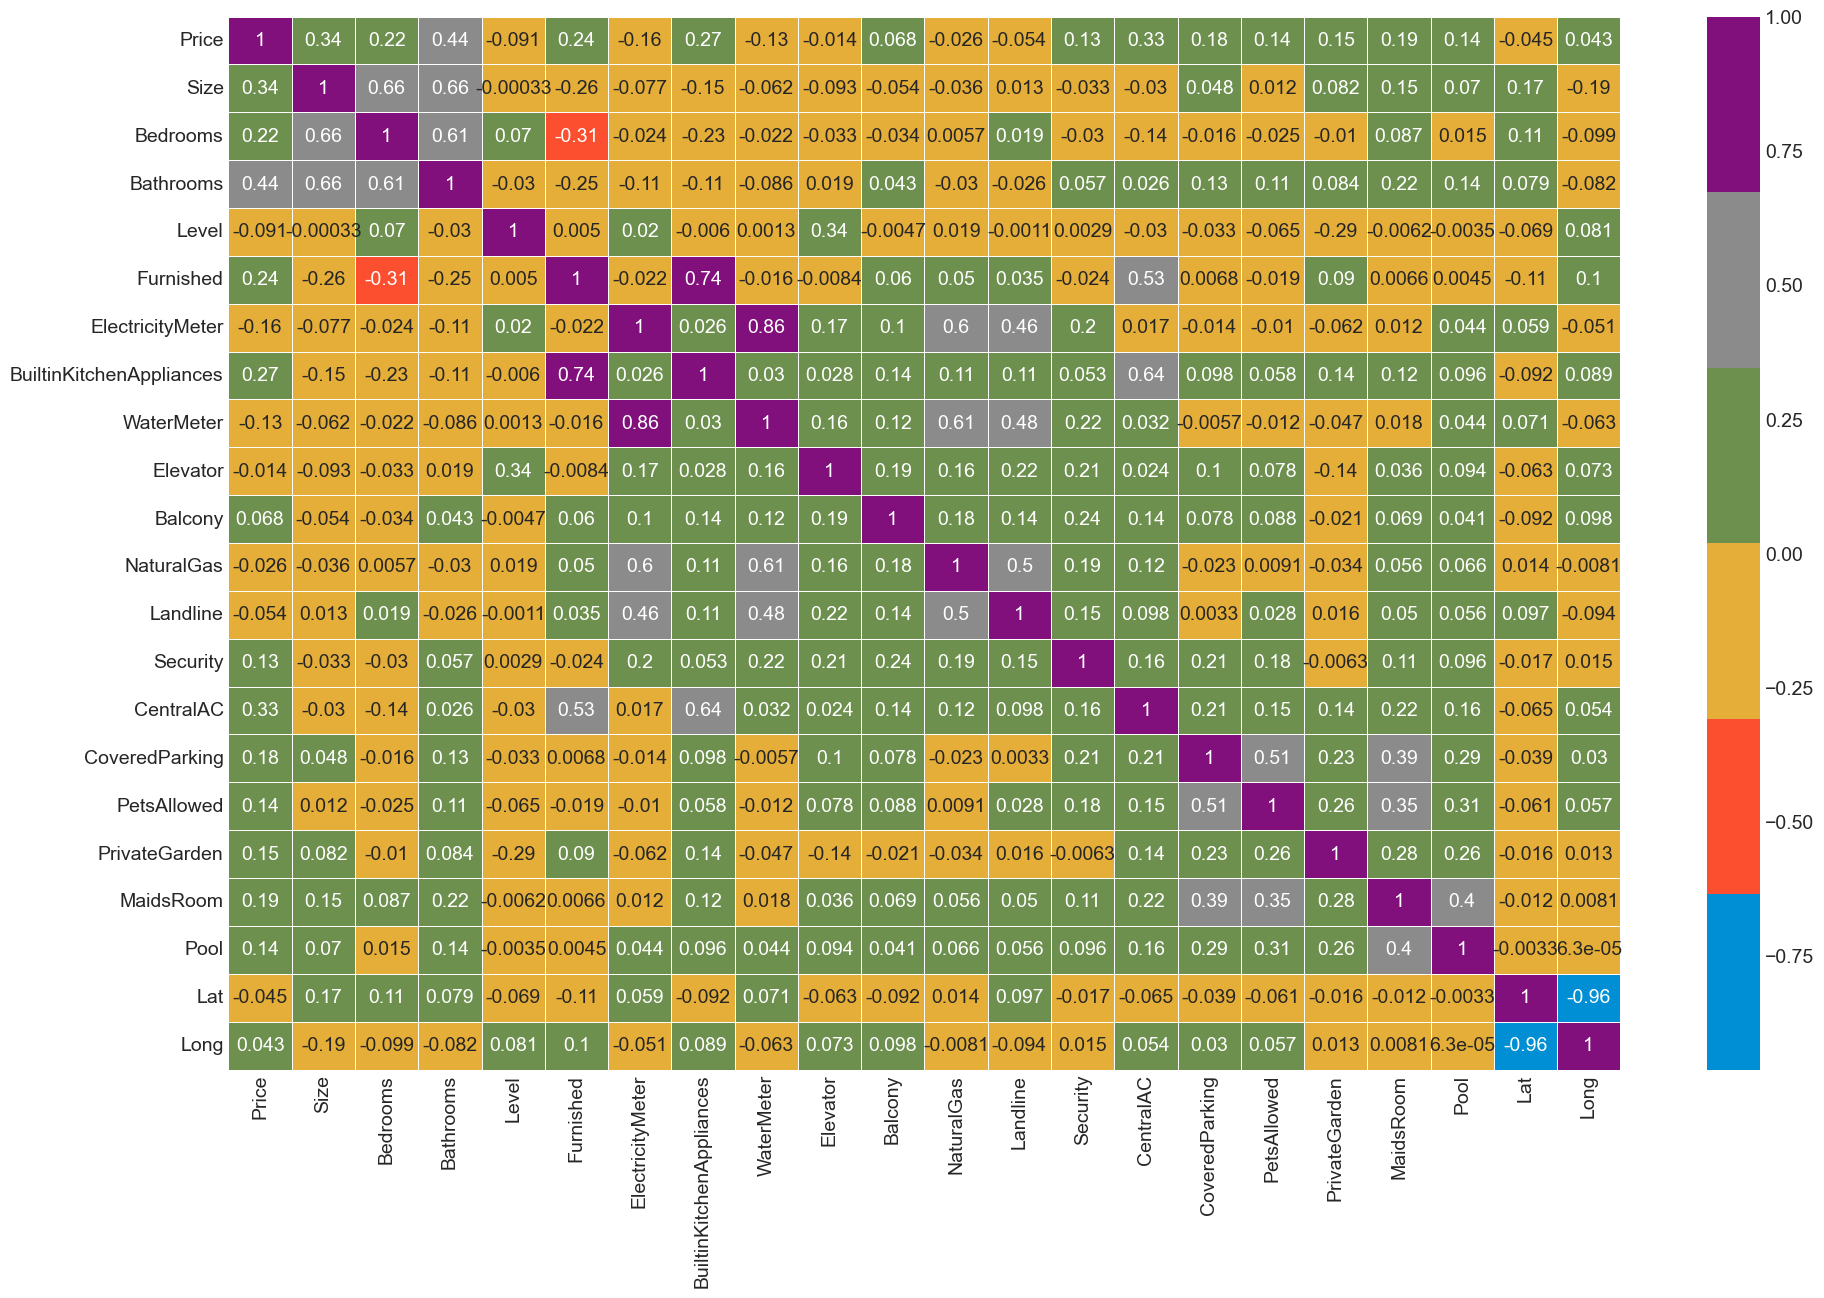 Price 1 0.34 0.22 0.44 -0.091 0.24 -0.16 0.27 -0.13 -0.014 0.068 -0.026 -0.054 0.13 0.33 0.18 0.14 0.15 0.19 0.14 -0.045 0.043
Size 0.34 1 0.66 0.66 -0.00033 -0.26 -0.077 -0.15 -0.062 -0.093 -0.054 -0.036 0.013 -0.033 -0.03 0.048 0.012 0.082 0.15 0.07 0.17 -0.19
Bedrooms 0.22 0.66 1 0.61 0.07 -0.31 -0.024 -0.23 -0.022 -0.033 -0.034 0.0057 0.019 -0.03 -0.14 -0.016 -0.025 -0.01 0.087 0.015 0.11 -0.099
Bathrooms 0.44 0.66 0.61 1 -0.03 -0.25 -0.11 -0.11 -0.086 0.019 0.043 -0.03 -0.026 0.057 0.026 0.13 0.11 0.084 0.22 0.14 0.079 -0.082
Level -0.091 -0.00033 0.07 -0.03 1 0.005 0.02 -0.006 0.0013 0.34 -0.0047 0.019 -0.0011 0.0029 -0.03 -0.033 -0.065 -0.29 -0.0062 -0.0035 -0.069 0.081
Furnished 0.24 -0.26 -0.31 -0.25 0.005 1 -0.022 0.74 -0.016 -0.0084 0.06 0.05 0.035 -0.024 0.53 0.0068 -0.019 0.09 0.0066 0.0045 -0.11 0.1
ElectricityMeter -0.16 -0.077 -0.024 -0.11 0.02 -0.022 1 0.026 0.86 0.17 0.1 0.6 0.46 0.2 0.017 -0.014 -0.01 -0.062 0.012 0.044 0.059 -0.051
BuiltinKitchenAppliances 0.27 -0.15 -0.23 -0.11 -0.006 0.74 0.026 1 0.03 0.028 0.14 0.11 0.11 0.053 0.64 0.098 0.058 0.14 0.12 0.096 -0.092 0.089
WaterMeter -0.13 -0.062 -0.022 -0.086 0.0013 -0.016 0.86 0.03 1 0.16 0.12 0.61 0.48 0.22 0.032 -0.0057 -0.012 -0.047 0.018 0.044 0.071 -0.063
Elevator -0.014 -0.093 -0.033 0.019 0.34 -0.0084 0.17 0.028 0.16 1 0.19 0.16 0.22 0.21 0.024 0.1 0.078 -0.14 0.036 0.094 -0.063 0.073
Balcony 0.068 -0.054 -0.034 0.043 -0.0047 0.06 0.1 0.14 0.12 0.19 1 0.18 0.14 0.24 0.14 0.078 0.088 -0.021 0.069 0.041 -0.092 0.098
NaturalGas -0.026 -0.036 0.0057 -0.03 0.019 0.05 0.6 0.11 0.61 0.16 0.18 1 0.5 0.19 0.12 -0.023 0.0091 -0.034 0.056 0.066 0.014 -0.0081
Landline -0.054 0.013 0.019 -0.026 -0.0011 0.035 0.46 0.11 0.48 0.22 0.14 0.5 1 0.15 0.098 0.0033 0.028 0.016 0.05 0.056 0.097 -0.094
Security 0.13 -0.033 -0.03 0.057 0.0029 -0.024 0.2 0.053 0.22 0.21 0.24 0.19 0.15 1 0.16 0.21 0.18 -0.0063 0.11 0.096 -0.017 0.015
CentralAC 0.33 -0.03 -0.14 0.026 -0.03 0.53 0.017 0.64 0.032 0.024 0.14 0.12 0.098 0.16 1 0.21 0.15 0.14 0.22 0.16 -0.065 0.054
CoveredParking 0.18 0.048 -0.016 0.13 -0.033 0.0068 -0.014 0.098 -0.0057 0.1 0.078 -0.023 0.0033 0.21 0.21 1 0.51 0.23 0.39 0.29 -0.039 0.03
PetsAllowed 0.14 0.012 -0.025 0.11 -0.065 -0.019 -0.01 0.058 -0.012 0.078 0.088 0.0091 0.028 0.18 0.15 0.51 1 0.26 0.35 0.31 -0.061 0.057
PrivateGarden 0.15 0.082 -0.01 0.084 -0.29 0.09 -0.062 0.14 -0.047 -0.14 -0.021 -0.034 0.016 -0.0063 0.14 0.23 0.26 1 0.28 0.26 -0.016 0.013
MaidsRoom 0.19 0.15 0.087 0.22 -0.0062 0.0066 0.012 0.12 0.018 0.036 0.069 0.056 0.05 0.11 0.22 0.39 0.35 0.28 1 0.4 -0.012 0.0081
Pool 0.14 0.07 0.015 0.14 -0.0035 0.0045 0.044 0.096 0.044 0.094 0.041 0.066 0.056 0.096 0.16 0.29 0.31 0.26 0.4 1 -0.0033 6.3e-05
Lat -0.045 0.17 0.11 0.079 -0.069 -0.11 0.059 -0.092 0.071 -0.063 -0.092 0.014 0.097 -0.017 -0.065 -0.039 -0.061 -0.016 -0.012 -0.0033 1 -0.96
Long 0.043 -0.19 -0.099 -0.082 0.081 0.1 -0.051 0.089 -0.063 0.073 0.098 -0.0081 -0.094 0.015 0.054 0.03 0.057 0.013 0.0081 6.3e-05 -0.96 1
Price Size Bedrooms Bathrooms Level Furnished ElectricityMeter BuiltinKitchenAppliances WaterMeter Elevator Balcony NaturalGas Landline Security CentralAC CoveredParking PetsAllowed PrivateGarden MaidsRoom Pool Lat Long
1.00
0.75
0.50
0.25
0.00
−0.25
−0.50
−0.75